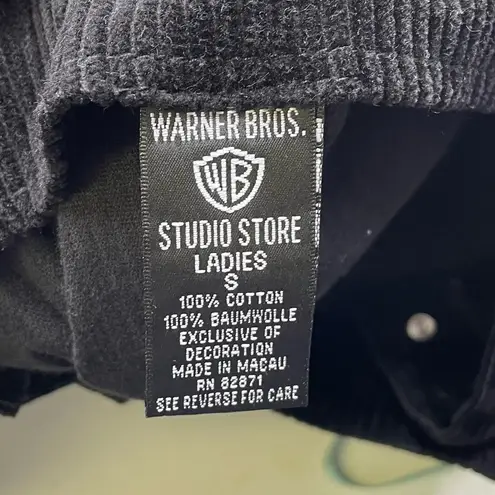 WARNER BROS.
WB
STUDIO STORE
LADIES
S
100% COTTON
100% BAUMWOLLE
EXCLUSIVE OF
DECORATION
MADE IN MACAU
RN 82871
SEE REVERSE FOR CARE